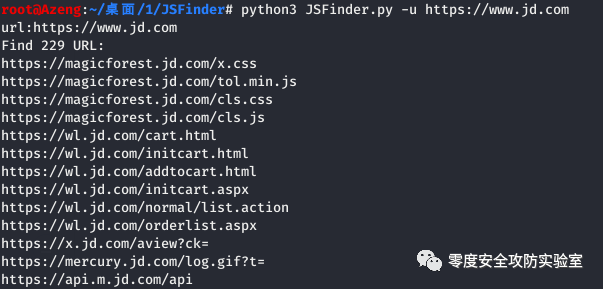 root@Azeng:~/桌面/1/JSFinder# python3 JSFinder.py -u https://www.jd.com
url:https://www.jd.com
Find 229 URL:
https://magicforest.jd.com/x.css
https://magicforest.jd.com/tol.min.js
https://magicforest.jd.com/cls.css
https://magicforest.jd.com/cls.js
https://wl.jd.com/cart.html
https://wl.jd.com/initcart.html
https://wl.jd.com/addtocart.html
https://wl.jd.com/initcart.aspx
https://wl.jd.com/normal/list.action
https://wl.jd.com/orderlist.aspx
https://x.jd.com/aview?ck=
https://mercury.jd.com/log.gif?t=
https://api.m.jd.com/api
零度安全攻防实验室